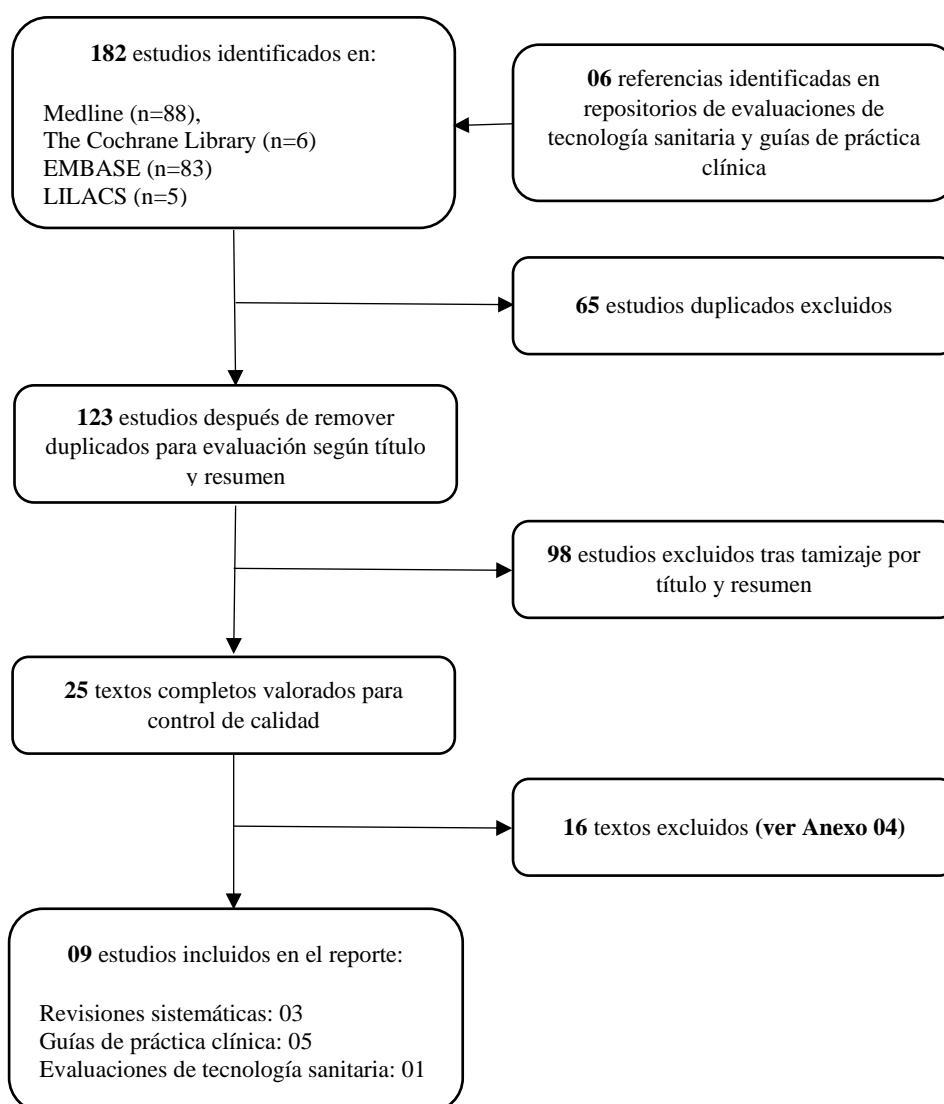 182 estudios identificados en:
Medline (n=88),
The Cochrane Library (n=6)
EMBASE (n=83)
LILACS (n=5)
06 referencias identificadas en
repositorios de evaluaciones de
tecnología sanitaria y guías de práctica
clínica
65 estudios duplicados excluidos
123 estudios después de remover
duplicados para evaluación según título
y resumen
98 estudios excluidos tras tamizaje por
título y resumen
25 textos completos valorados para
control de calidad
16 textos excluidos (ver Anexo 04)
09 estudios incluidos en el reporte:
Revisiones sistemáticas: 03
Guías de práctica clínica: 05
Evaluaciones de tecnología sanitaria: 01